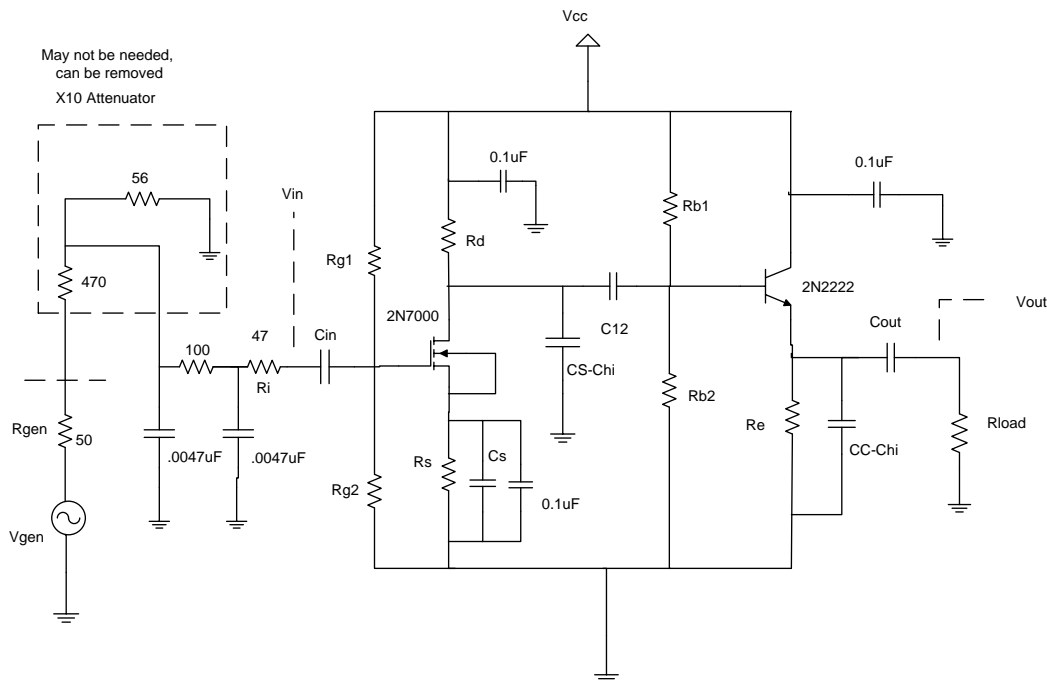 Vcc
May not be needed,
can be removed
X10 Attenuator
56
470
Vin
0.1uF
0.1uF
Rd
Rb1
Rg1
2N7000
2N2222
Vout
C12
Cout
47
Cin
100
Ri
CS-Chi
Rb2
Rgen
50
.0047uF
.0047uF
Re
CC-Chi
Rload
Rs
Cs
Rg2
0.1uF
Vgen